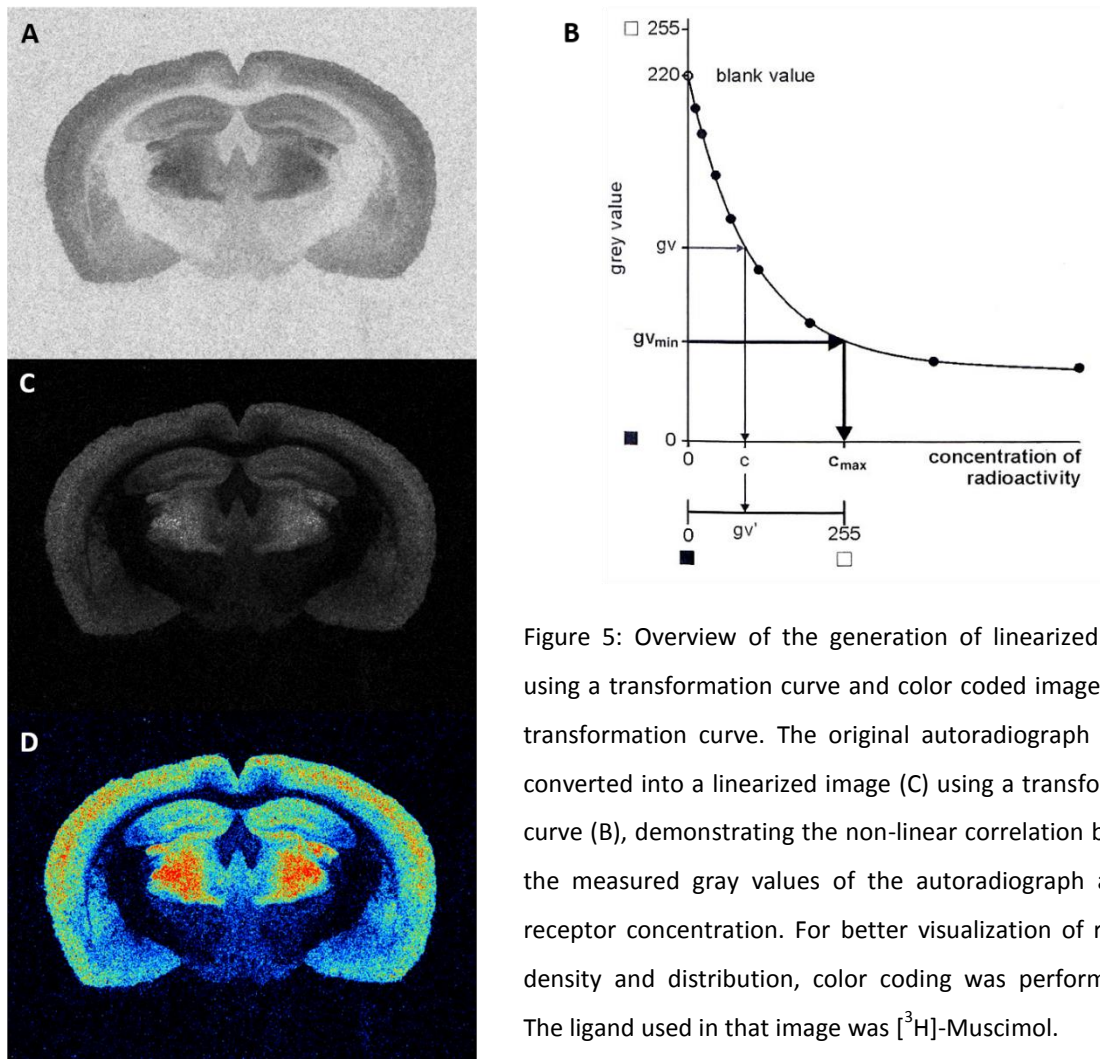 A
B
255
220
blank value
grey value
gv
gv_min
0
0
c
c_max
concentration of
radioactivity
0
gv'
255
C
D
Figure 5: Overview of the generation of linearized
using a transformation curve and color coded image
transformation curve. The original autoradiograph
converted into a linearized image (C) using a transfo
curve (B), demonstrating the non-linear correlation b
the measured gray values of the autoradiograph a
receptor concentration. For better visualization of r
density and distribution, color coding was perform
The ligand used in that image was [³H]-Muscimol.